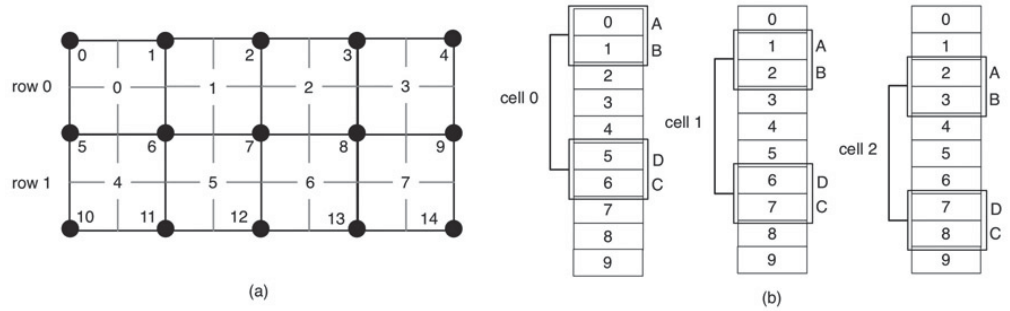 0 1 2 3 4
row 0 0 1 2 3
5 6 7 8 9
row 1 4 5 6 7
10 11 12 13 14
(a)
cell 0
0 A
1 B
2
3
4
5 D
6 C
7
8
9
cell 1
0
1 A
2 B
3
4
5
6 D
7 C
8
9
cell 2
0
1
2 A
3 B
4
5
6
7 D
8 C
9
(b)